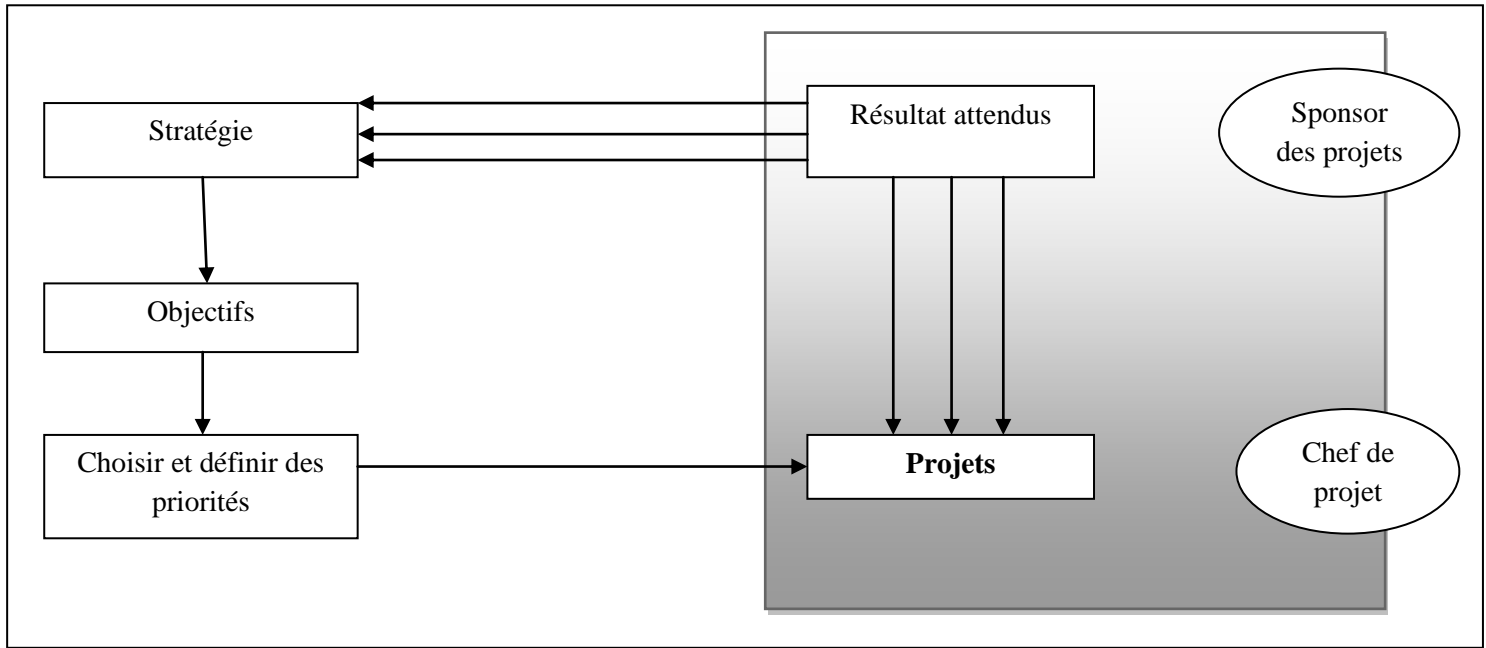 Stratégie
Résultat attendus
Sponsor
des projets
Objectifs
Choisir et définir des
priorités
Projets
Chef de
projet